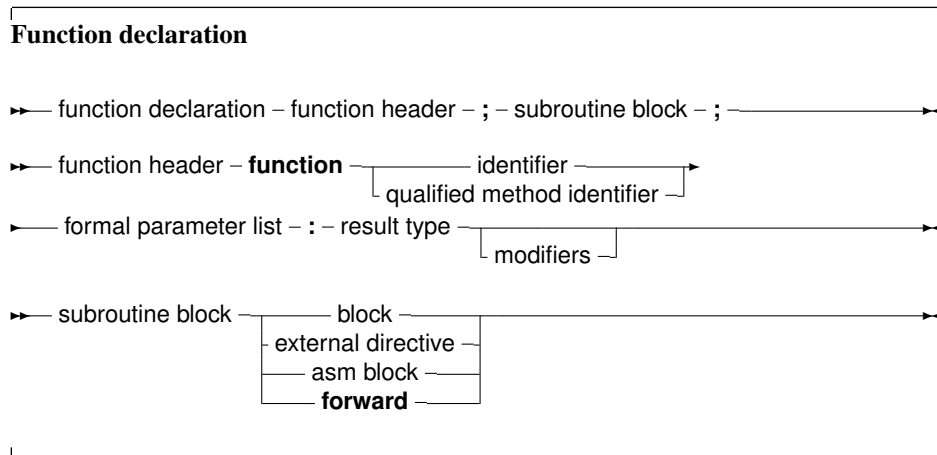 Function declaration
function declaration – function header – ; – subroutine block – ;
function header – function identifier
qualified method identifier
formal parameter list – : – result type
modifiers
subroutine block block
external directive
asm block
forward